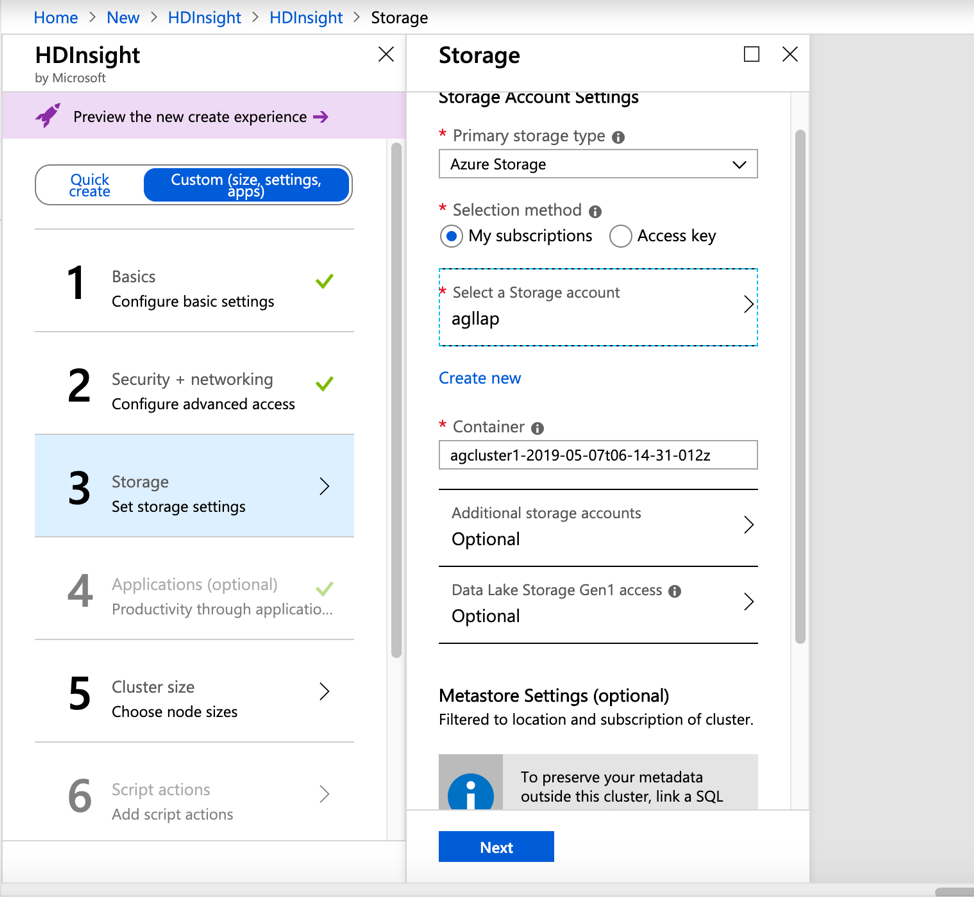 Home > New > HDInsight > HDInsight > Storage
HDInsight
by Microsoft
Preview the new create experience →
Quick
create
Custom (size, settings,
apps)
1
Basics
Configure basic settings
2
Security + networking
Configure advanced access
3
Storage
Set storage settings
4
Applications (optional)
Productivity through applicatio...
5
Cluster size
Choose node sizes
6
Script actions
Add script actions
Storage
Storage Account Settings
* Primary storage type
Azure Storage
* Selection method
My subscriptions Access key
* Select a Storage account
agllap
Create new
* Container
agcluster1-2019-05-07t06-14-31-012z
Additional storage accounts
Optional
Data Lake Storage Gen1 access
Optional
Metastore Settings (optional)
Filtered to location and subscription of cluster.
To preserve your metadata
outside this cluster, link a SQL
Next